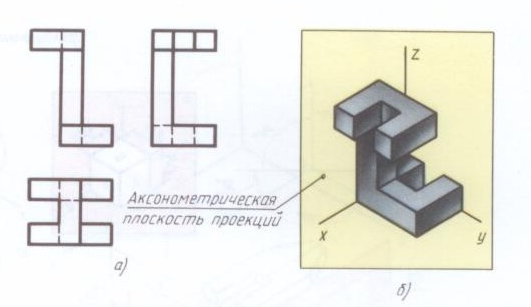 z
Аксонометрическая
плоскость проекций
x
y
а)
б)